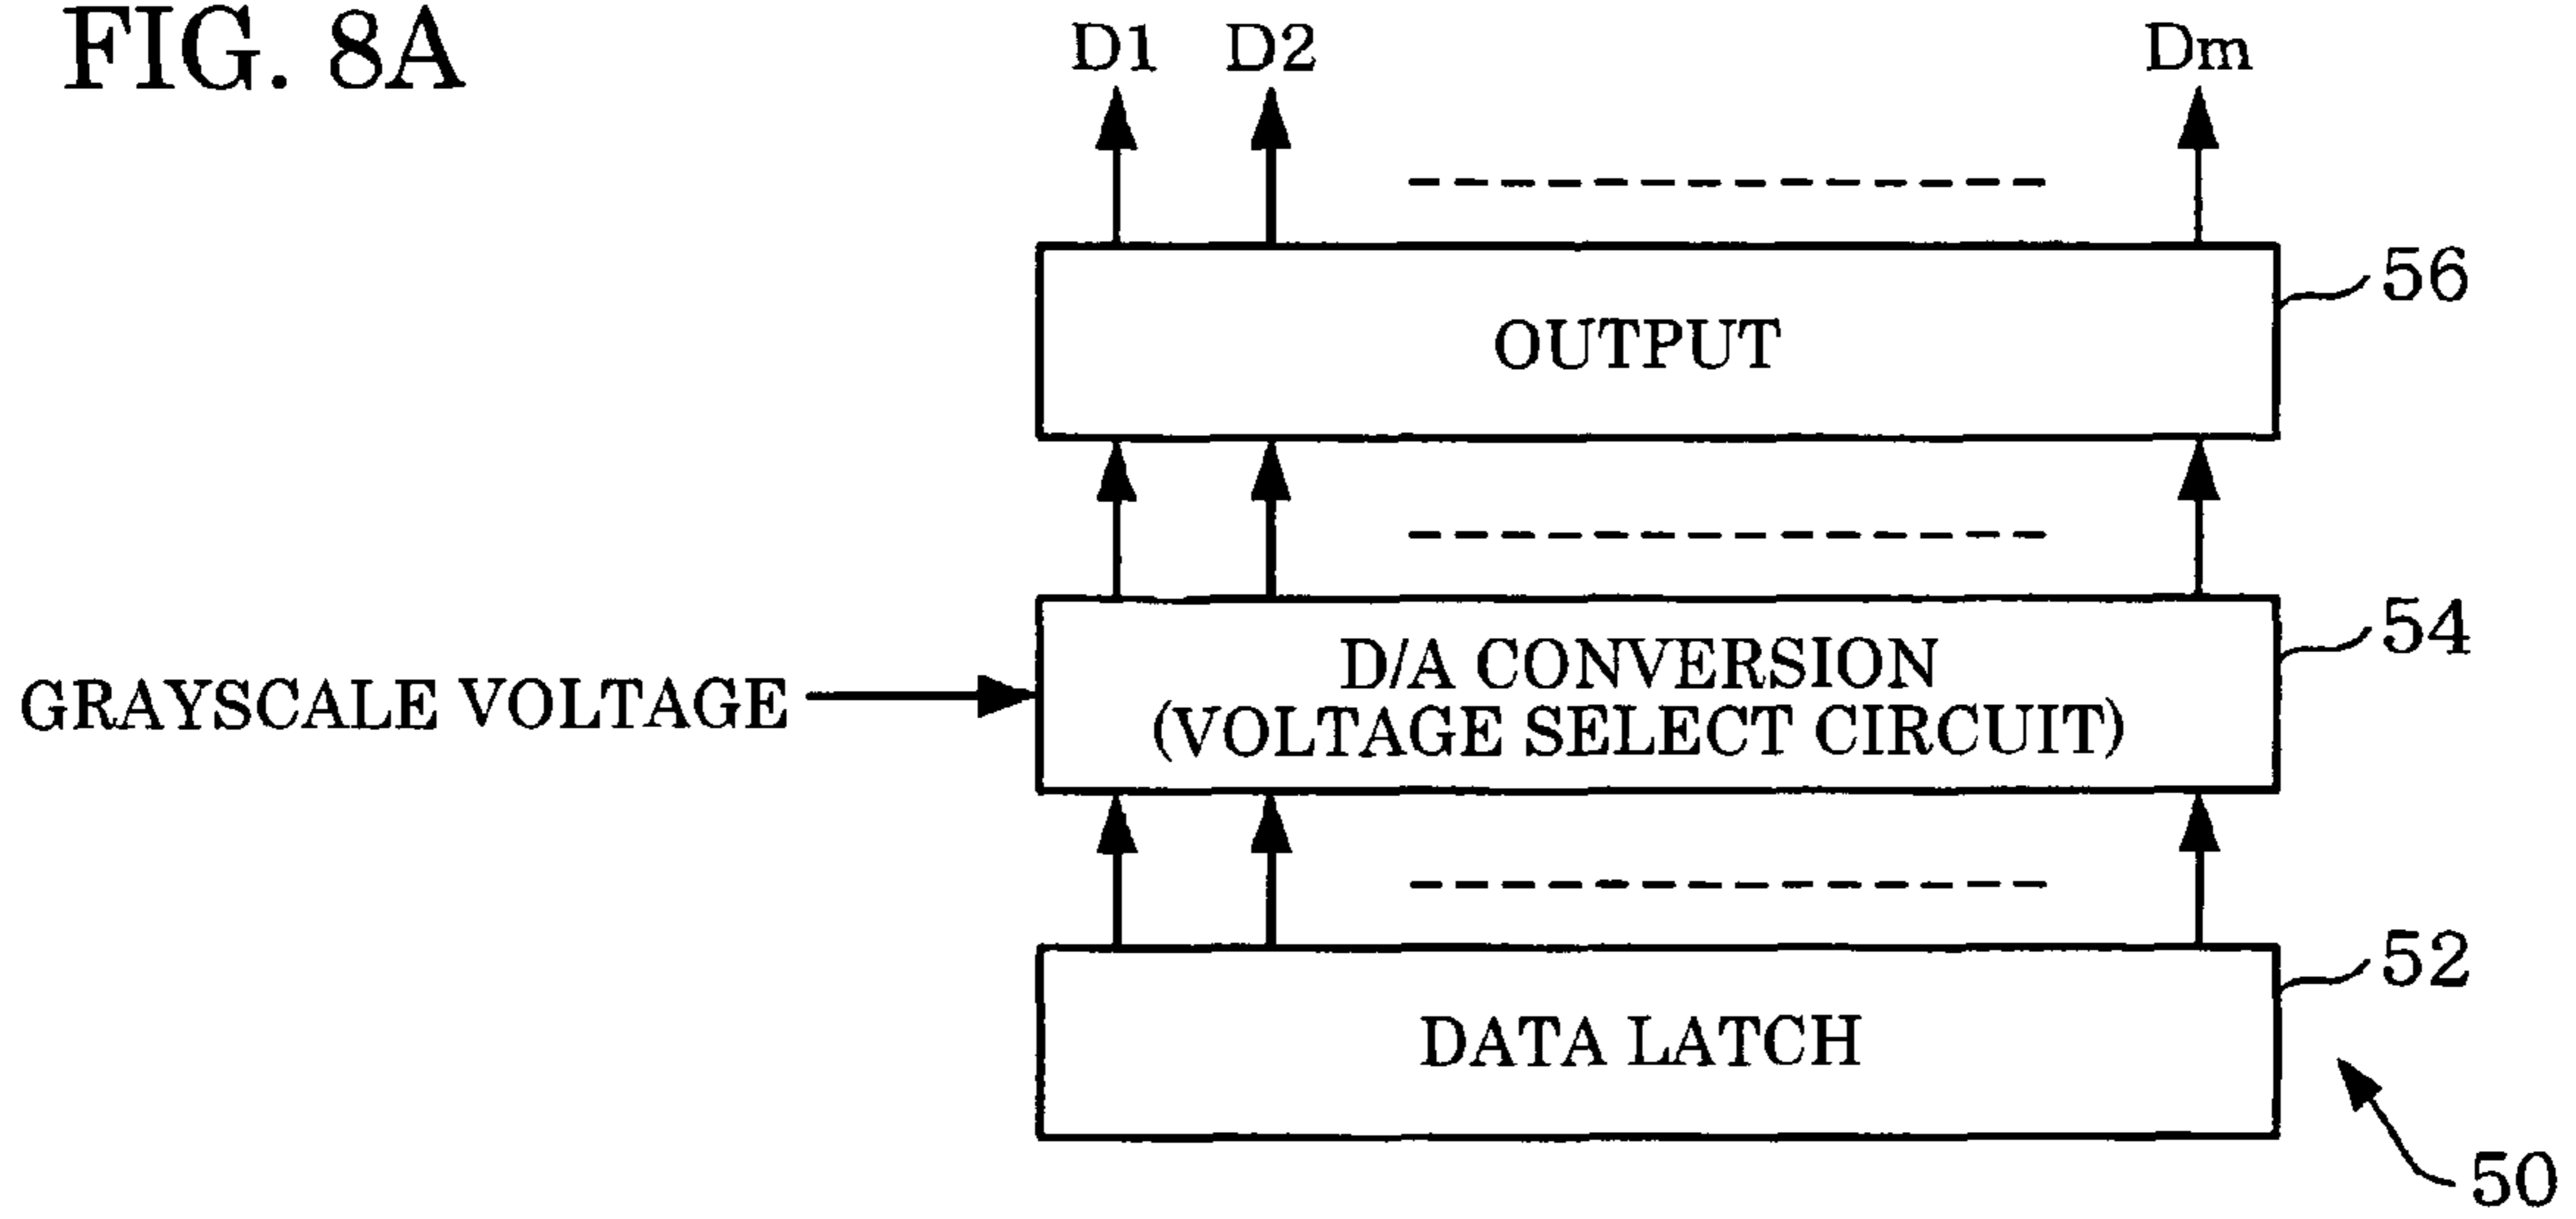 FIG. 8A
D1 D2 Dm
56
OUTPUT
54
D/A CONVERSION
(VOLTAGE SELECT CIRCUIT)
GRAYSCALE VOLTAGE
52
DATA LATCH
50